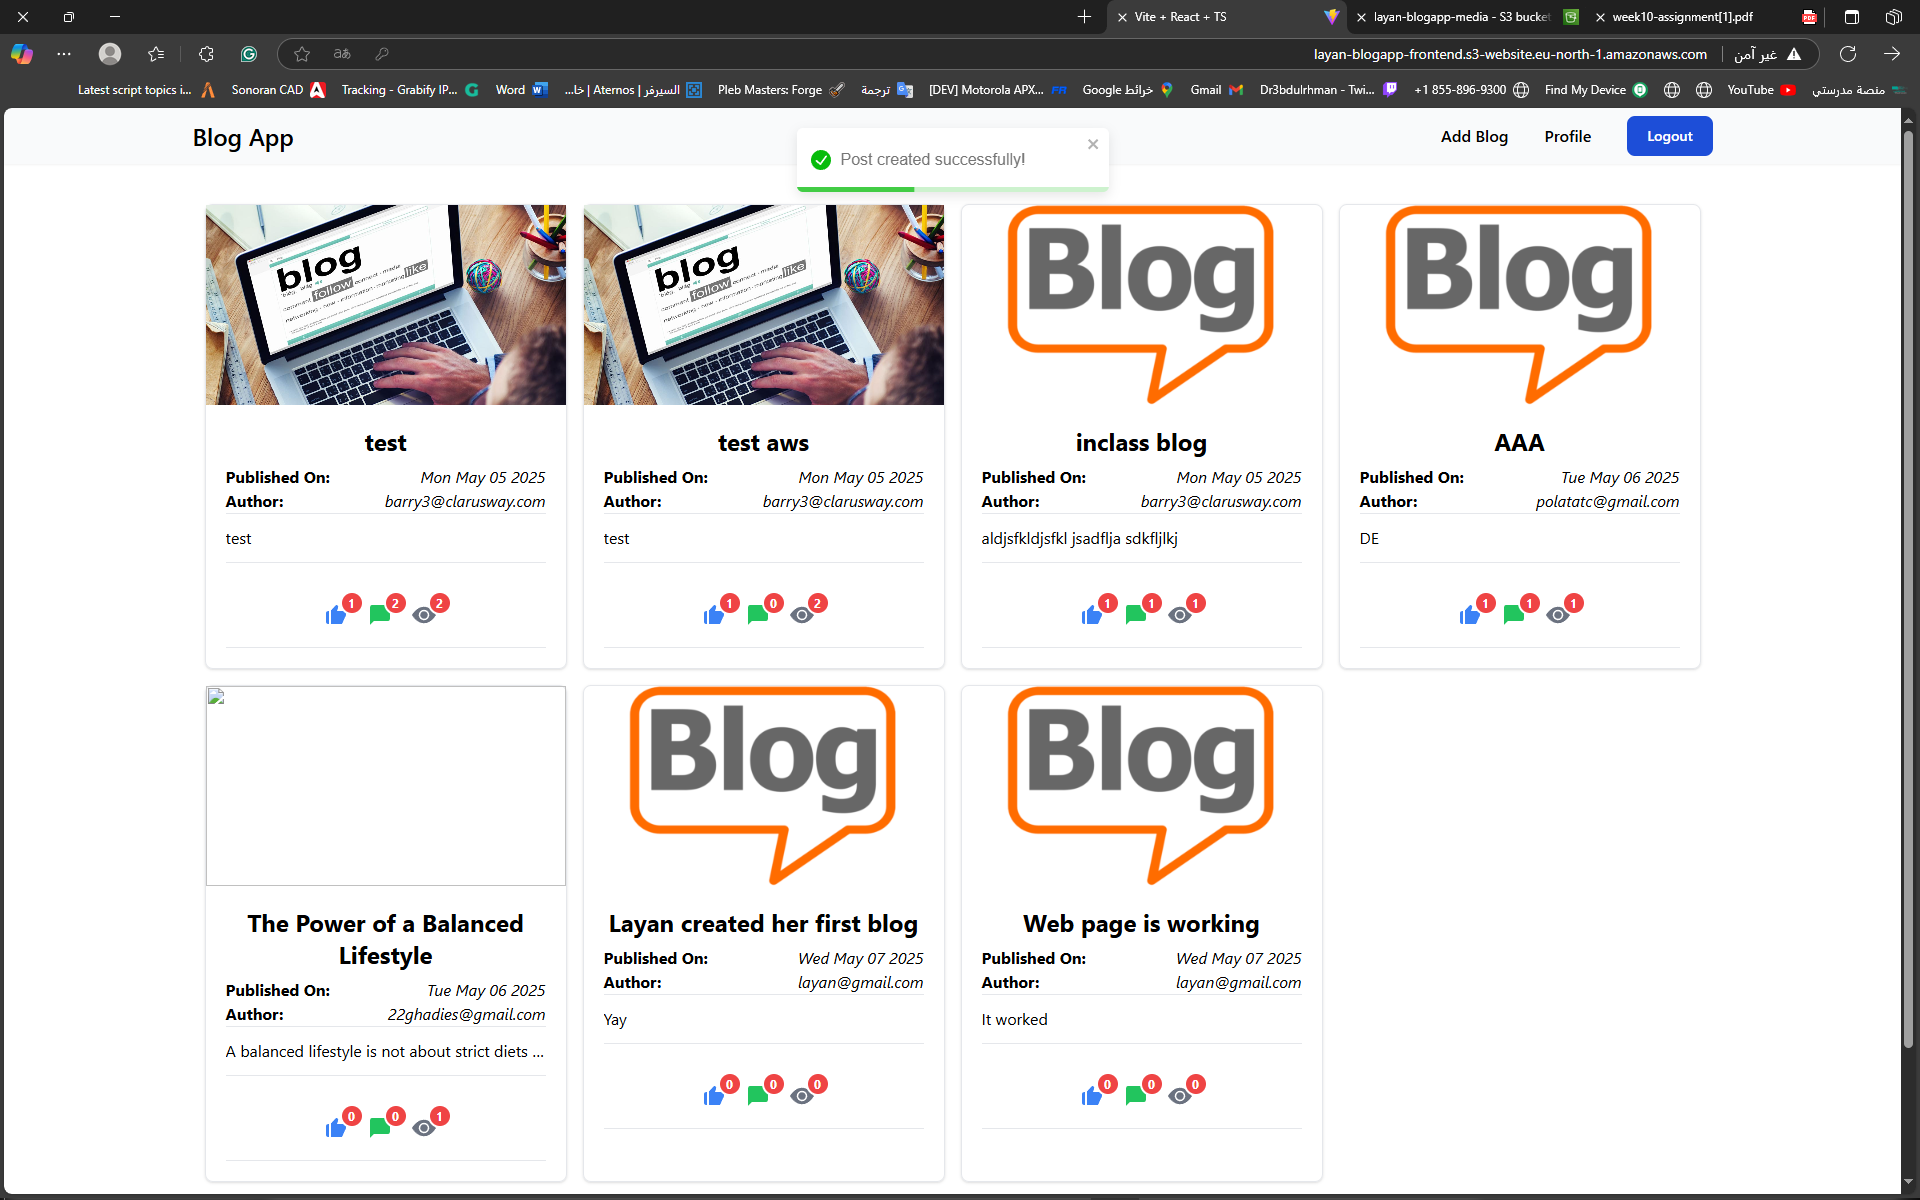 Vite + React + TS
layan-blogapp-media - S3 bucket
week10-assignment[1].pdf
layan-blogapp-frontend.s3-website.eu-north-1.amazonaws.com
غير آمن
Latest script topics i...
Sonoran CAD
Tracking - Grabify IP...
Word
السيرفر | Aternos | خا...
Pleb Masters: Forge
ترجمة
[DEV] Motorola APX...
خرائط Google
Gmail
Dr3bdulrhman - Twi...
+1 855-896-9300
Find My Device
YouTube
منصة مدرستي
Blog App
Post created successfully!
Add Blog
Profile
Logout
blog
follow
like
blog
follow
like
Blog
Blog
test
Published On: Mon May 05 2025
Author: barry3@clarusway.com
test
1 2 2
test aws
Published On: Mon May 05 2025
Author: barry3@clarusway.com
test
1 0 2
inclass blog
Published On: Mon May 05 2025
Author: barry3@clarusway.com
aldjsfkldjsfkl jsadflja sdkfljlkj
1 1 1
AAA
Published On: Tue May 06 2025
Author: polatatc@gmail.com
DE
1 1 1
The Power of a Balanced
Lifestyle
Published On: Tue May 06 2025
Author: 22ghadies@gmail.com
A balanced lifestyle is not about strict diets ...
0 0 1
Blog
Layan created her first blog
Published On: Wed May 07 2025
Author: layan@gmail.com
Yay
0 0 0
Blog
Web page is working
Published On: Wed May 07 2025
Author: layan@gmail.com
It worked
0 0 0